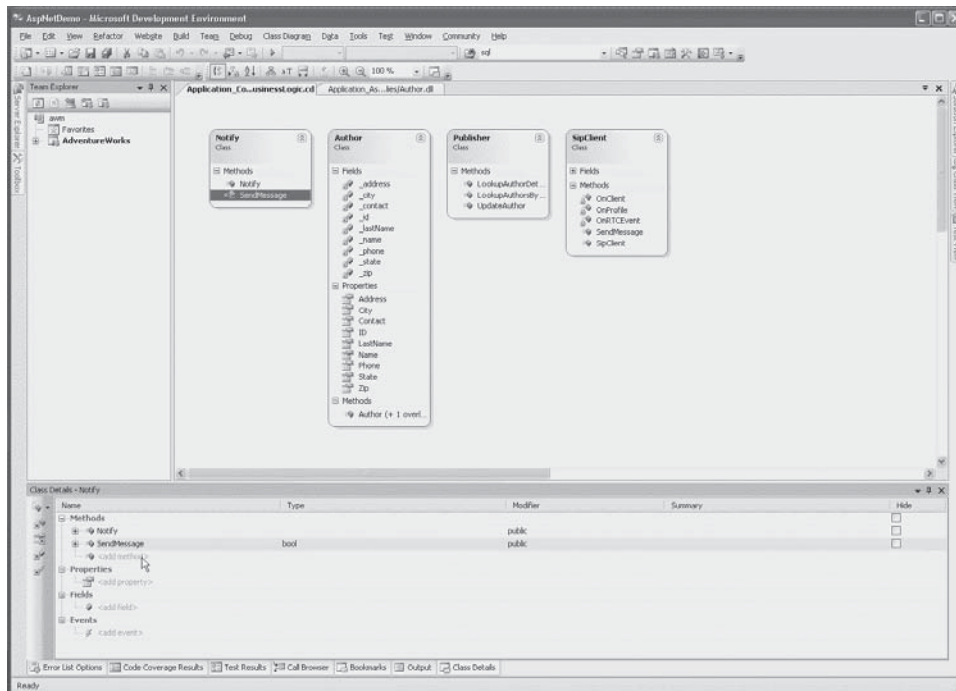 AspNetDemo - Microsoft Development Environment
File Edit View Refactor Website Build Team Debug Class Diagram Data Tools Test Window Community Help
sql
100 %
Team Explorer
Application_Co...usinessLogic.cd
Application_As...lies/Author.dll
Server Explorer
Toolbox
awm
Favorites
AdventureWorks
Notify
Class
Methods
Notify
SendMessage
Author
Class
Fields
_address
_city
_contact
_id
_lastName
_name
_phone
_state
_zip
Properties
Address
City
Contact
ID
LastName
Name
Phone
State
Zip
Methods
Author (+ 1 overl...
Publisher
Class
Methods
LookupAuthorDet...
LookupAuthorsBy...
UpdateAuthor
SipClient
Class
Fields
Methods
OnClient
OnProfile
OnRTCEvent
SendMessage
SipClient
Class Details - Notify
Name Type Modifier Summary Hide
Methods
Notify public
SendMessage bool public
<add method>
Properties
<add property>
Fields
<add field>
Events
<add event>
Error List Options Code Coverage Results Test Results Call Browser Bookmarks Output Class Details
Ready